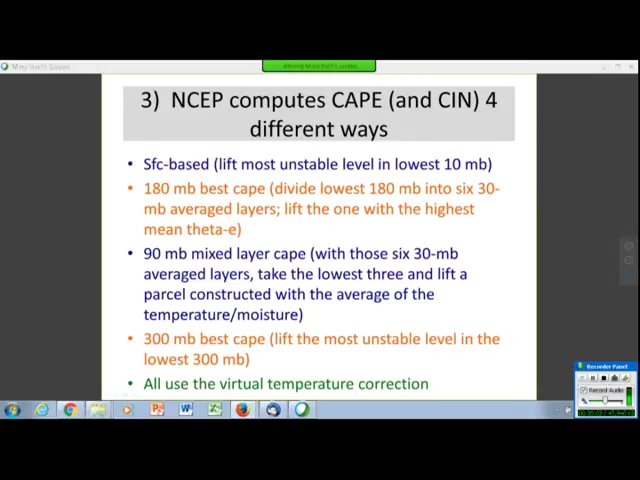 3) NCEP computes CAPE (and CIN) 4
different ways
• Sfc-based (lift most unstable level in lowest 10 mb)
• 180 mb best cape (divide lowest 180 mb into six 30-
mb averaged layers; lift the one with the highest
mean theta-e)
• 90 mb mixed layer cape (with those six 30-mb
averaged layers, take the lowest three and lift a
parcel constructed with the average of the
temperature/moisture)
• 300 mb best cape (lift the most unstable level in the
lowest 300 mb)
• All use the virtual temperature correction
Recorder Panel
Record Audio